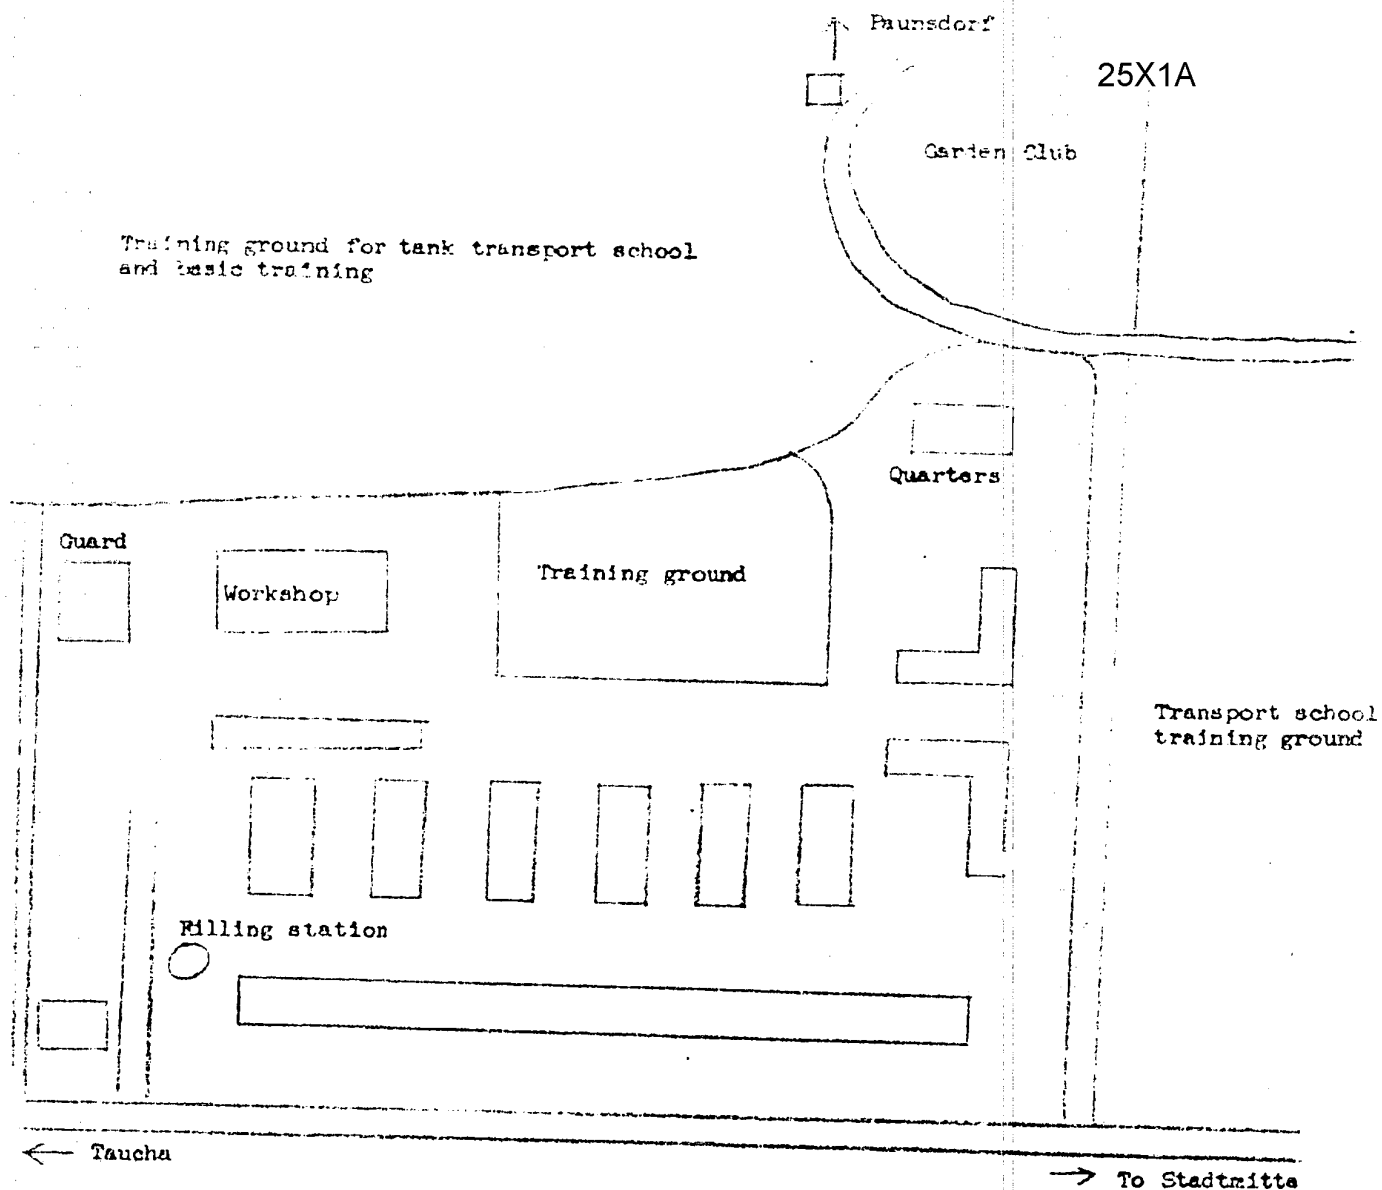 Paunsdorf
25X1A
Garden Club
Training ground for tank transport school
and basic training
Quarters
Guard
Workshop
Training ground
Transport school
training ground
Filling station
← Taucha
→ To Stadtmitte